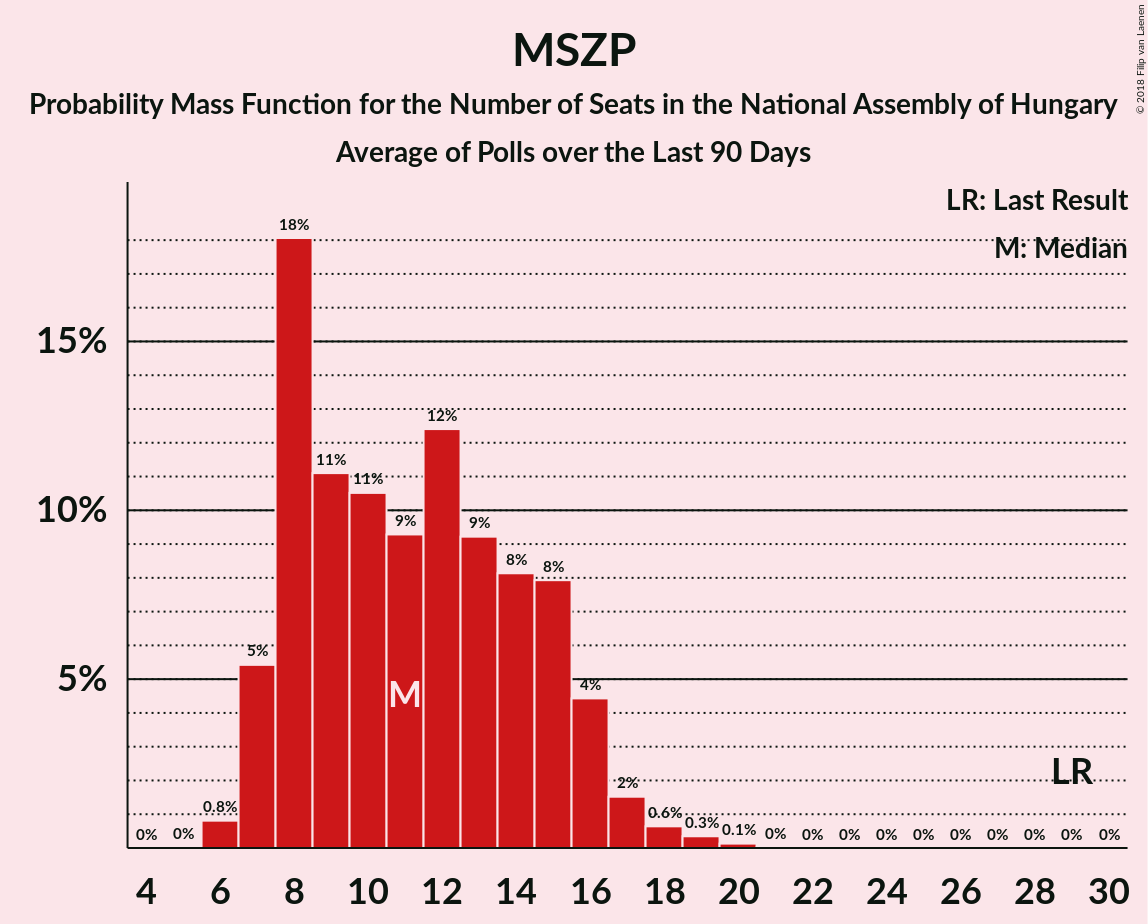 MSZP
Probability Mass Function for the Number of Seats in the National Assembly of Hungary
Average of Polls over the Last 90 Days
© 2018 Filip van Laenen
LR: Last Result
M: Median
15%
10%
5%
0% 0% 0.8% 5% 18% 11% 11% 9% 12% 9% 8% 8% 4% 2% 0.6% 0.3% 0.1% 0% 0% 0% 0% 0% 0% 0% 0% 0% 0%
M
LR
4 6 8 10 12 14 16 18 20 22 24 26 28 30